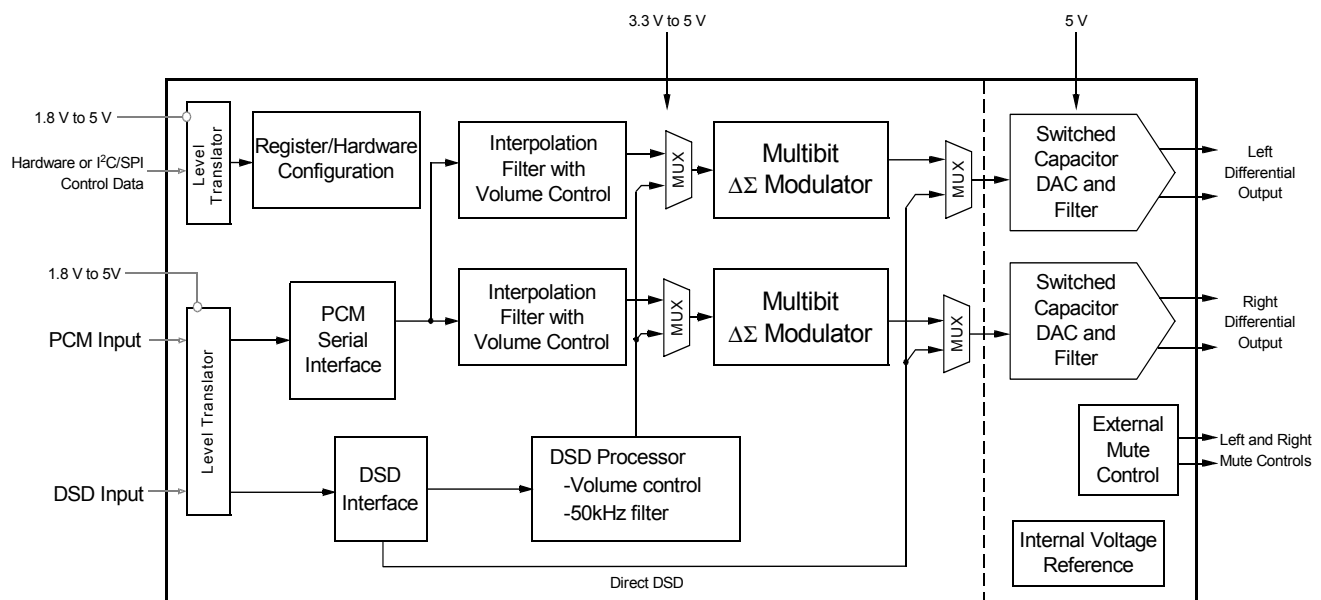 3.3 V to 5 V
5 V
1.8 V to 5 V
Hardware or I²C/SPI
Control Data
Level
Translator
Register/Hardware
Configuration
Interpolation
Filter with
Volume Control
MUX
Multibit
ΔΣ Modulator
MUX
Switched
Capacitor
DAC and
Filter
Left
Differential
Output
1.8 V to 5V
PCM Input
Level Translator
PCM
Serial
Interface
Interpolation
Filter with
Volume Control
MUX
Multibit
ΔΣ Modulator
MUX
Switched
Capacitor
DAC and
Filter
Right
Differential
Output
DSD Input
DSD
Interface
DSD Processor
-Volume control
-50kHz filter
External
Mute
Control
Left and Right
Mute Controls
Internal Voltage
Reference
Direct DSD